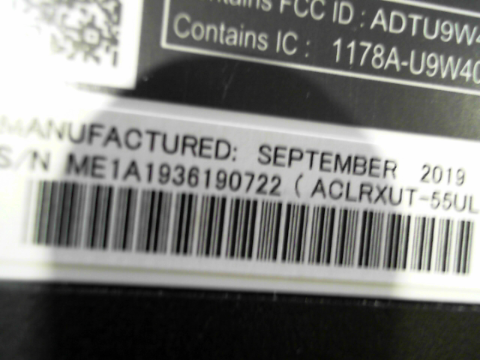 Contains FCC ID : ADTU9W4
Contains IC : 1178A-U9W40
MANUFACTURED: SEPTEMBER 2019
S/N ME1A1936190722 ( ACLRXUT-55UL